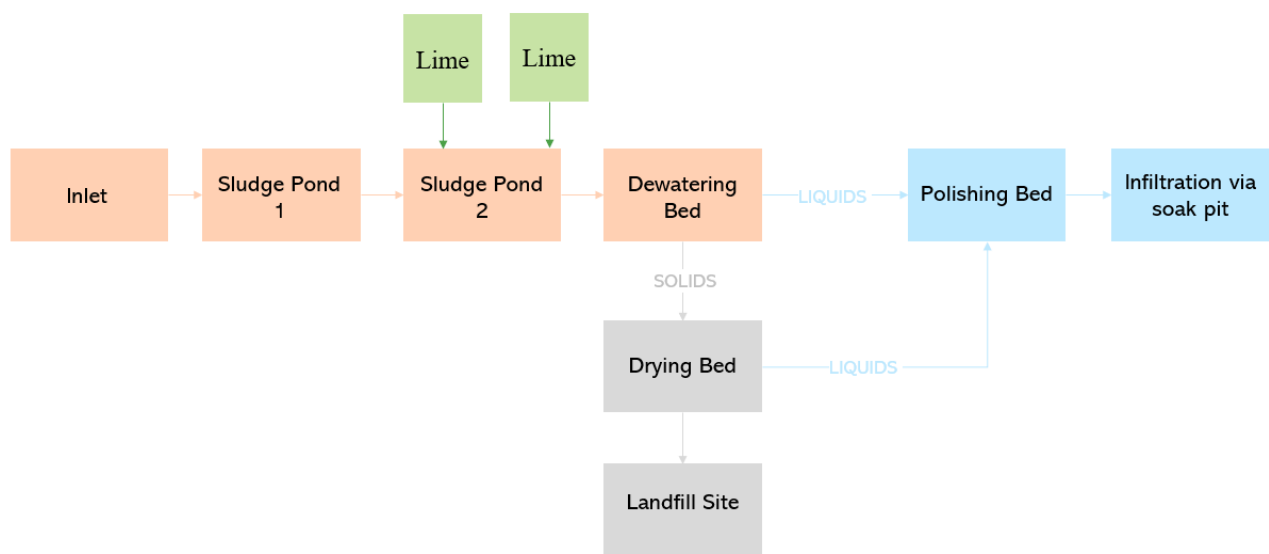 Lime
Lime
Inlet
Sludge Pond
1
Sludge Pond
2
Dewatering
Bed
LIQUIDS
Polishing Bed
Infiltration via
soak pit
SOLIDS
Drying Bed
LIQUIDS
Landfill Site